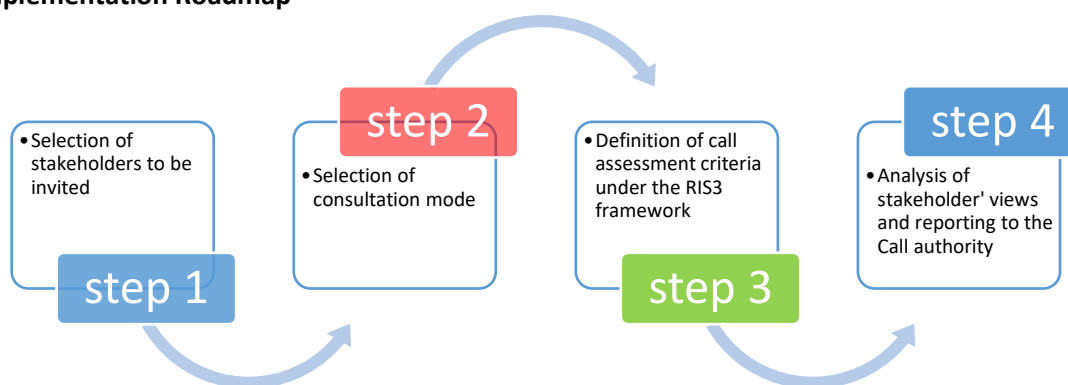 step 1
•Selection of
stakeholders to be
invited
step 2
•Selection of
consultation mode
step 3
•Definition of call
assessment criteria
under the RIS3
framework
step 4
•Analysis of
stakeholder' views
and reporting to the
Call authority